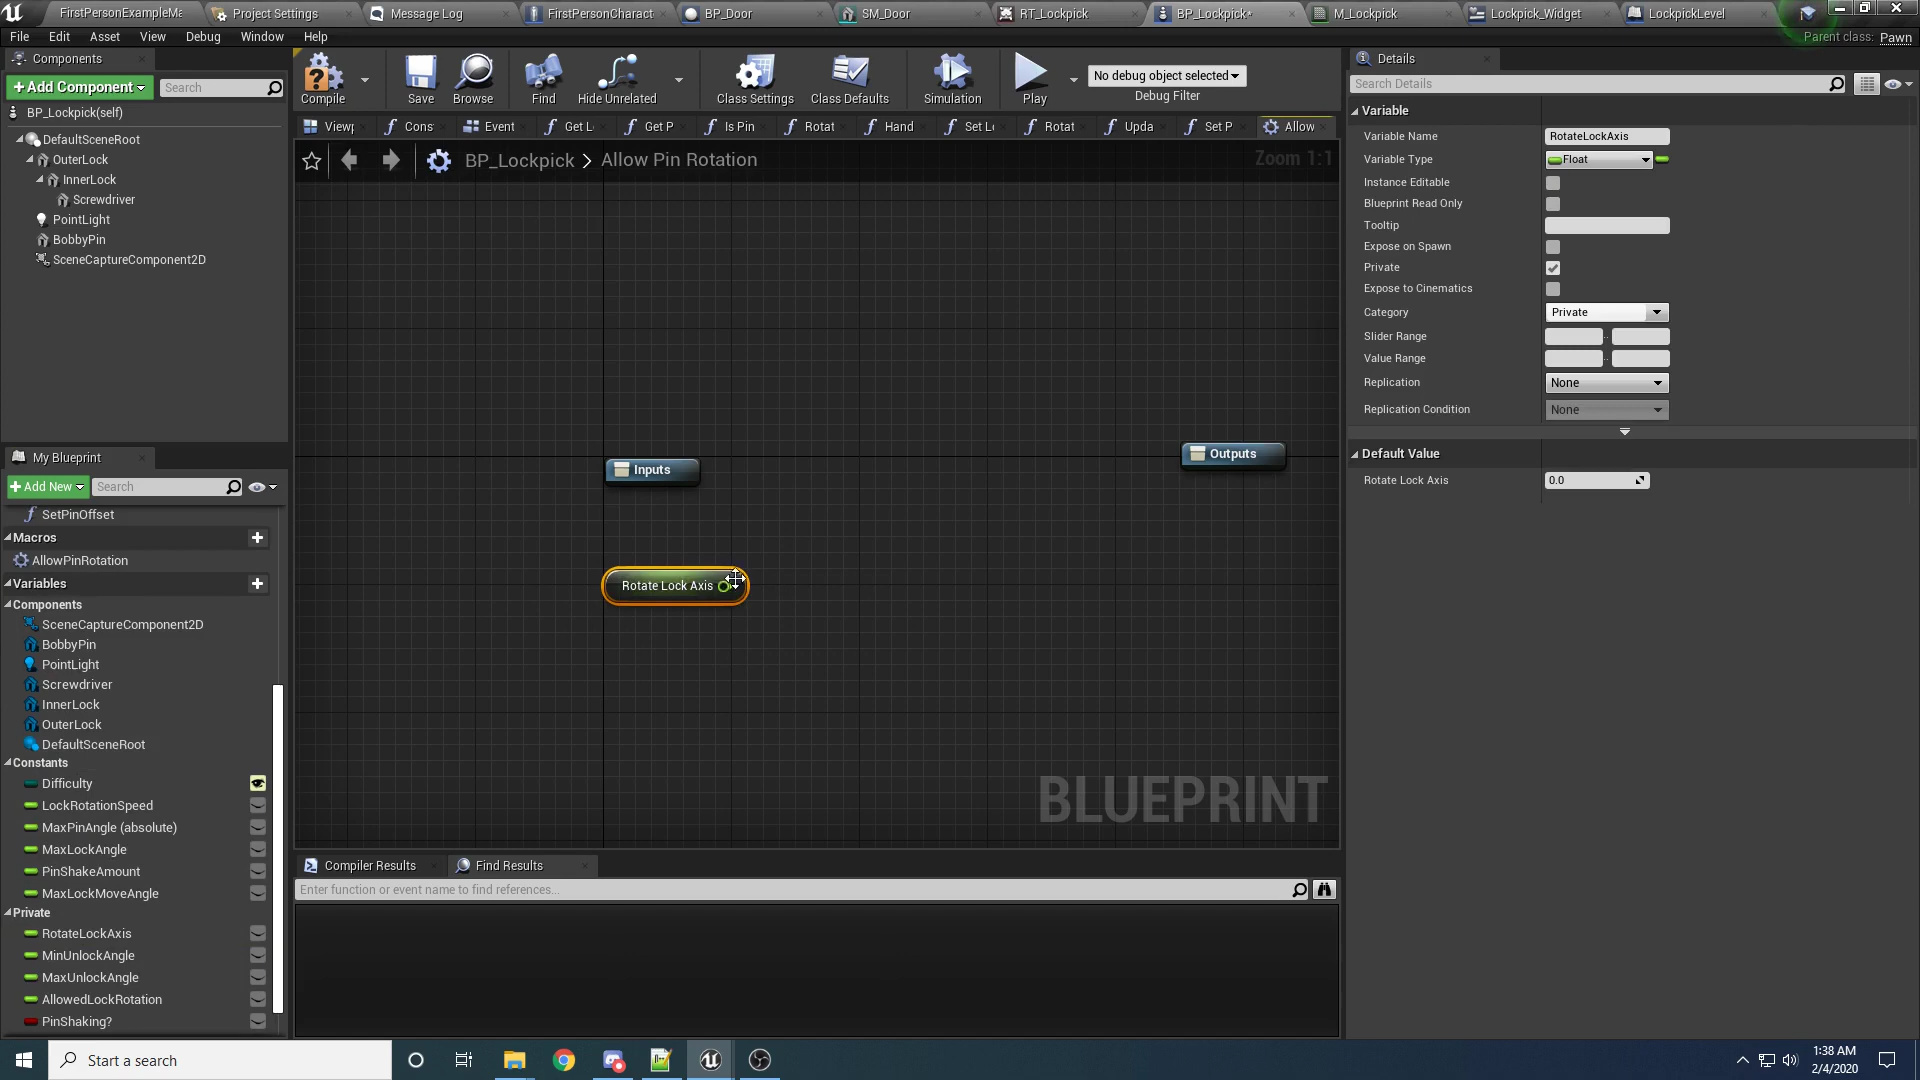 FirstPersonExampleMa
Project Settings
Message Log
FirstPersonCharact
BP_Door
SM_Door
RT_Lockpick
BP_Lockpick*
M_Lockpick
Lockpick_Widget
LockpickLevel
File
Edit
Asset
View
Debug
Window
Help
Parent class: Pawn
Components
+Add Component
Search
BP_Lockpick(self)
DefaultSceneRoot
OuterLock
InnerLock
Screwdriver
PointLight
BobbyPin
SceneCaptureComponent2D
Compile
Save
Browse
Find
Hide Unrelated
Class Settings
Class Defaults
Simulation
Play
No debug object selected
Debug Filter
Viewp
Cons
Event
Get L
Get P
Is Pin
Rotat
Hand
Set L
Rotat
Upda
Set P
Allow
BP_Lockpick > Allow Pin Rotation
Zoom 1:1
Inputs
Outputs
Rotate Lock Axis
BLUEPRINT
My Blueprint
+Add New
Search
SetPinOffset
Macros
AllowPinRotation
Variables
Components
SceneCaptureComponent2D
BobbyPin
PointLight
Screwdriver
InnerLock
OuterLock
DefaultSceneRoot
Constants
Difficulty
LockRotationSpeed
MaxPinAngle (absolute)
MaxLockAngle
PinShakeAmount
MaxLockMoveAngle
Private
RotateLockAxis
MinUnlockAngle
MaxUnlockAngle
AllowedLockRotation
PinShaking?
Compiler Results
Find Results
Enter function or event name to find references...
Details
Search Details
Variable
Variable Name
RotateLockAxis
Variable Type
Float
Instance Editable
Blueprint Read Only
Tooltip
Expose on Spawn
Private
Expose to Cinematics
Category
Private
Slider Range
Value Range
Replication
None
Replication Condition
None
Default Value
Rotate Lock Axis
0.0
Start a search
1:38 AM
2/4/2020